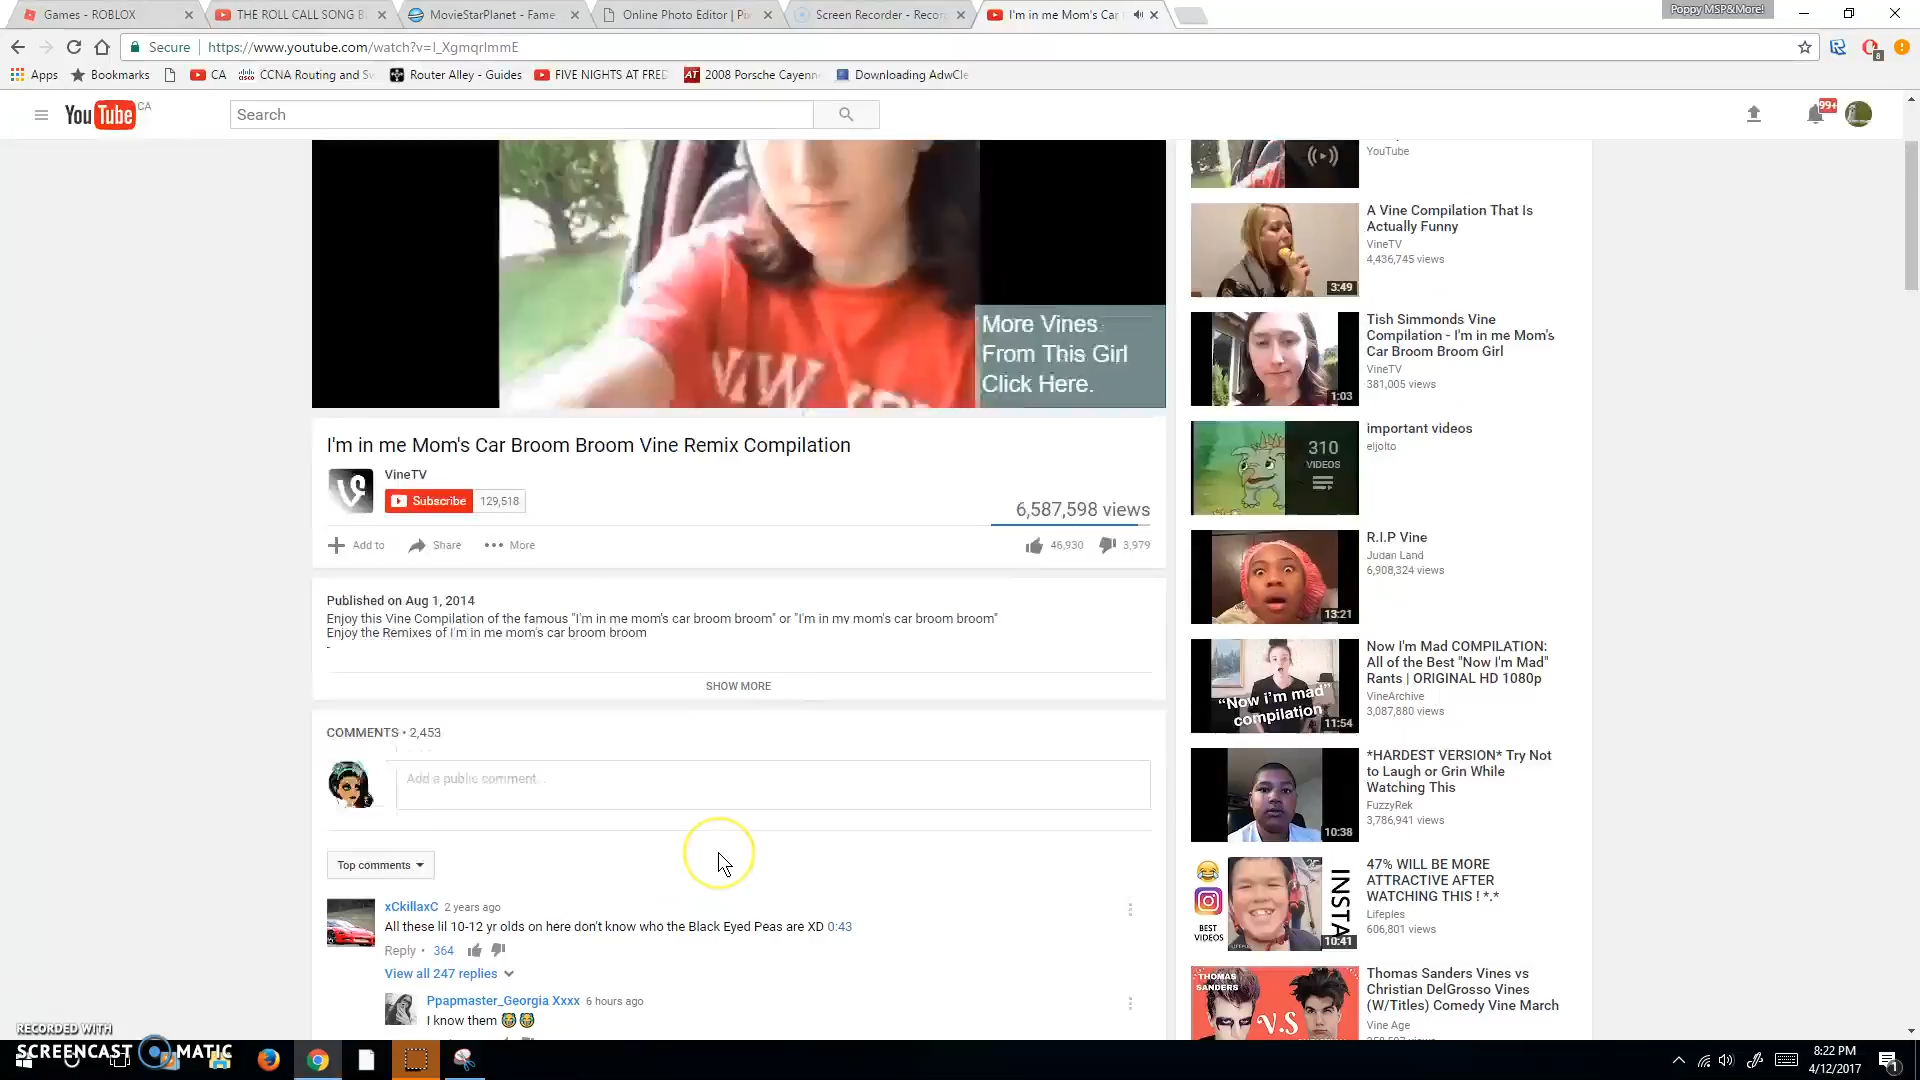 Games - ROBLOX
THE ROLL CALL SONG B
MovieStarPlanet - Fame,
Online Photo Editor | Pix
Screen Recorder - Recor
I'm in me Mom's Car
Poppy MSP&More!
Secure
https://www.youtube.com/watch?v=I_XgmqrImmE
8
Apps
Bookmarks
CA
CCNA Routing and Sw
Router Alley - Guides
FIVE NIGHTS AT FRED
2008 Porsche Cayenn
Downloading AdwCle
YouTube CA
Search
99+
More Vines
From This Girl
Click Here.
I'm in me Mom's Car Broom Broom Vine Remix Compilation
VineTV
Subscribe 129,518
6,587,598 views
Add to
Share
More
46,930
3,979
Published on Aug 1, 2014
Enjoy this Vine Compilation of the famous "I'm in me mom's car broom broom" or "I'm in my mom's car broom broom"
Enjoy the Remixes of I'm in me mom's car broom broom
-
SHOW MORE
COMMENTS • 2,453
Add a public comment...
Top comments
xCkillaxC 2 years ago
All these lil 10-12 yr olds on here don't know who the Black Eyed Peas are XD 0:43
Reply • 364
View all 247 replies
Ppapmaster_Georgia Xxxx 6 hours ago
I know them 😭😭
YouTube
A Vine Compilation That Is
Actually Funny
VineTV
4,436,745 views
3:49
Tish Simmonds Vine
Compilation - I'm in me Mom's
Car Broom Broom Girl
VineTV
381,005 views
1:03
important videos
eljolto
310
VIDEOS
R.I.P Vine
Judan Land
6,908,324 views
13:21
Now I'm Mad COMPILATION:
All of the Best "Now I'm Mad"
Rants | ORIGINAL HD 1080p
VineArchive
3,087,880 views
"Now i'm mad"
compilation
11:54
*HARDEST VERSION* Try Not
to Laugh or Grin While
Watching This
FuzzyRek
3,786,941 views
10:38
47% WILL BE MORE
ATTRACTIVE AFTER
WATCHING THIS ! *.*
Lifeples
606,801 views
BEST
VIDEOS
INSTA
10:41
Thomas Sanders Vines vs
Christian DelGrosso Vines
(W/Titles) Comedy Vine March
Vine Age
THOMAS
SANDERS
V.S
RECORDED WITH
SCREENCAST MATIC
8:22 PM
4/12/2017
1